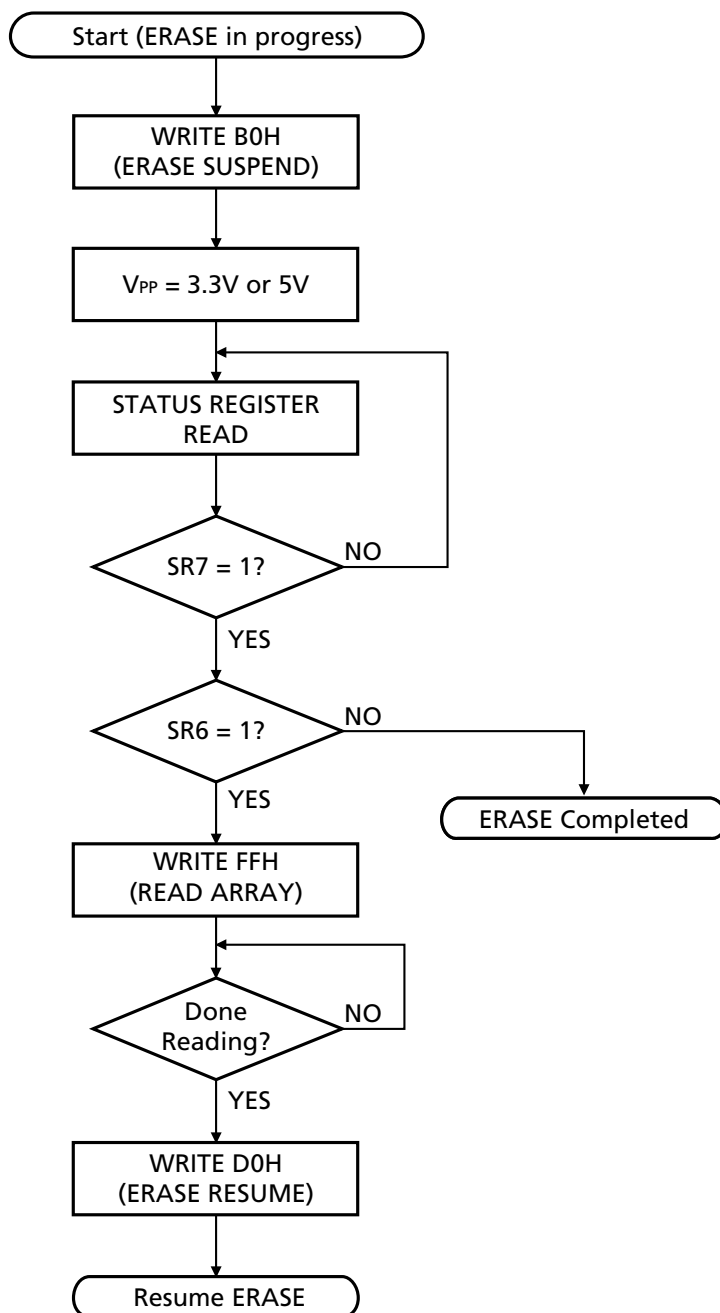 Start (ERASE in progress)
WRITE B0H
(ERASE SUSPEND)
VPP = 3.3V or 5V
STATUS REGISTER
READ
SR7 = 1?
NO
YES
SR6 = 1?
NO
YES
ERASE Completed
WRITE FFH
(READ ARRAY)
Done
Reading?
NO
YES
WRITE D0H
(ERASE RESUME)
Resume ERASE